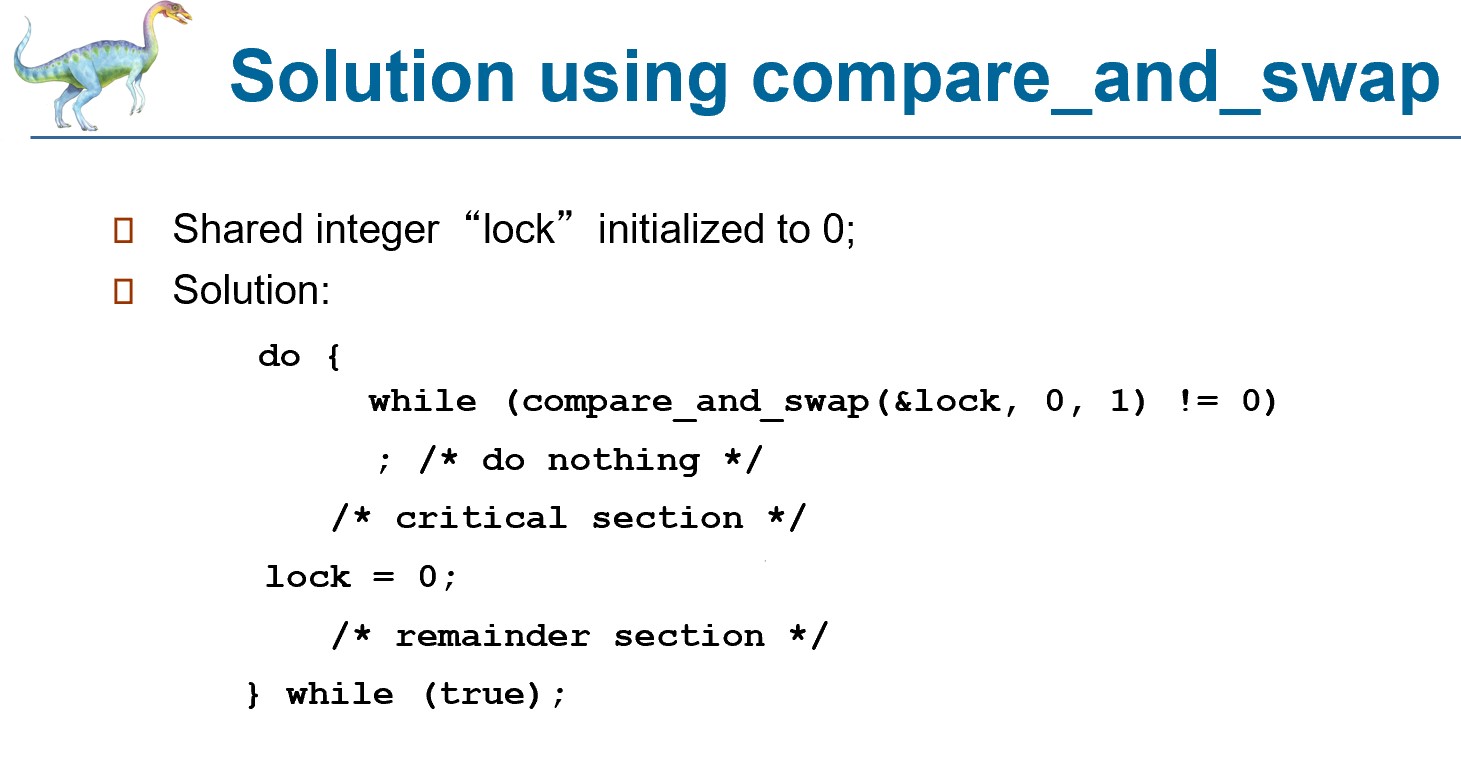 Solution using compare_and_swap
Shared integer “lock” initialized to 0;
Solution:
do {
while (compare_and_swap(&lock, 0, 1) != 0)
; /* do nothing */
/* critical section */
lock = 0;
/* remainder section */
} while (true);